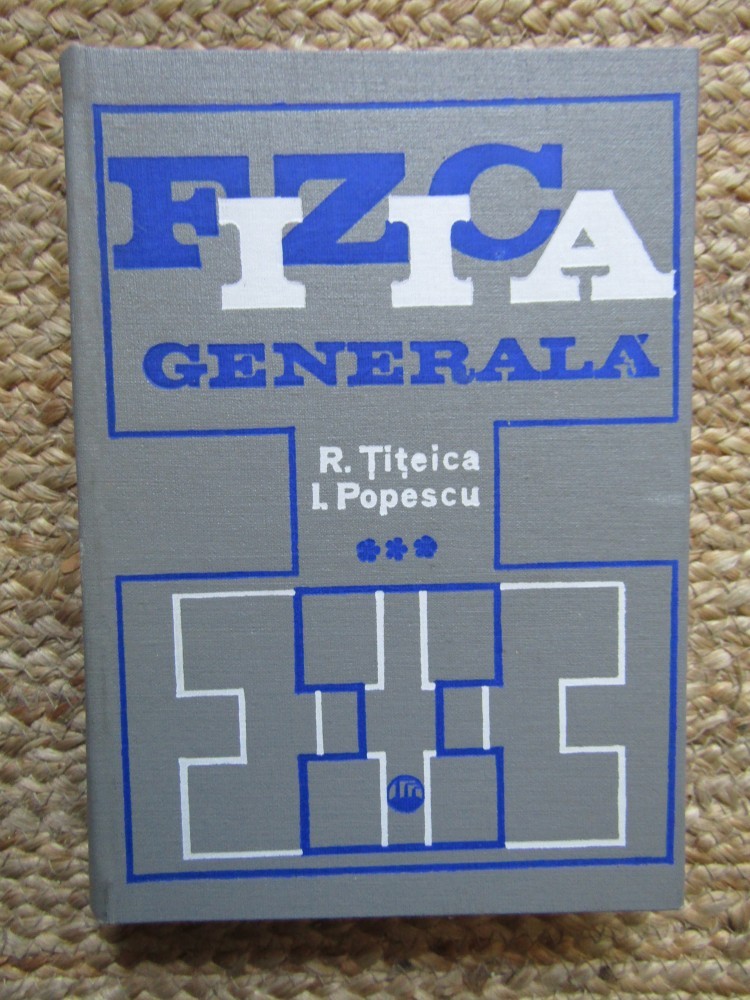 FIZICA
GENERALĂ
R. Țițeica
I. Popescu
***